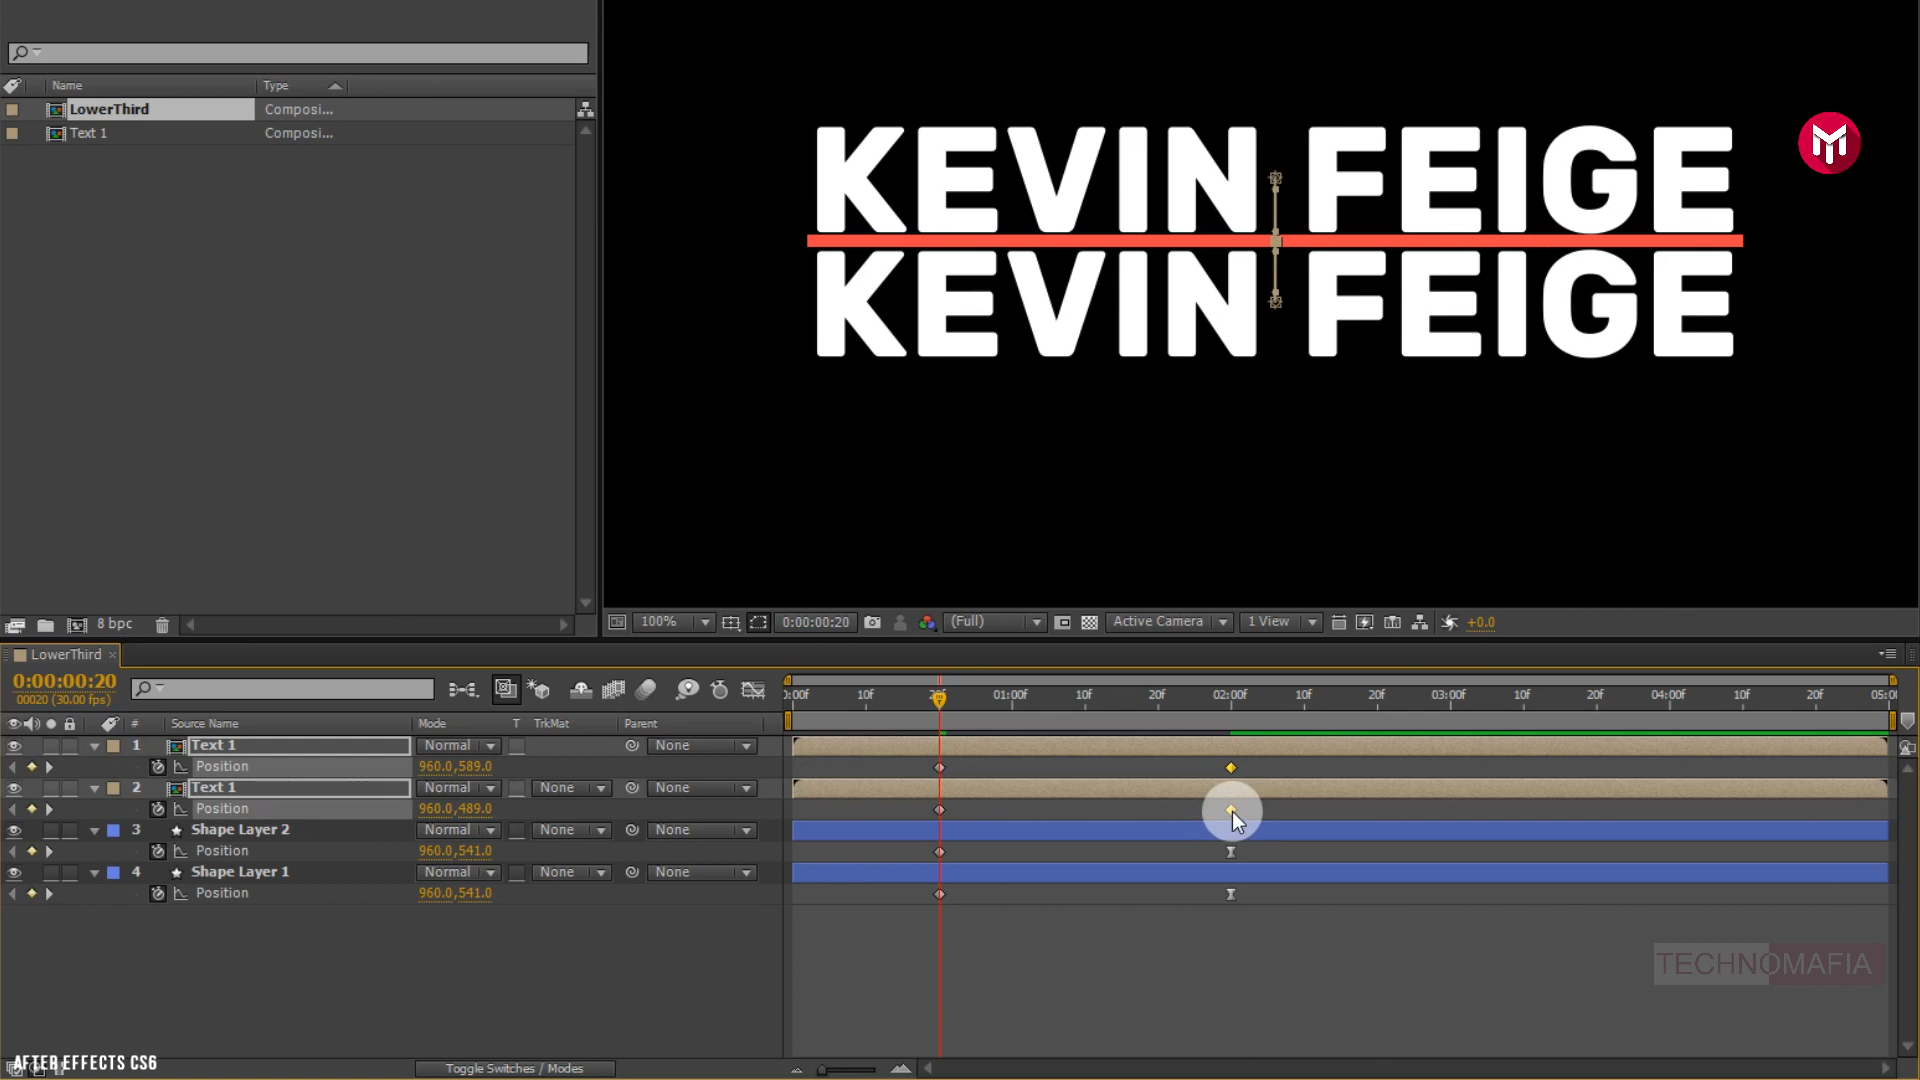 Name Type
LowerThird Composi...
Text 1 Composi...
KEVIN FEIGE
KEVIN FEIGE
8 bpc
100% 0:00:00:20 (Full) Active Camera 1 View +0.0
LowerThird ×
0:00:00:20
00020 (30.00 fps)
:00f 10f 20f 01:00f 10f 20f 02:00f 10f 20f 03:00f 10f 20f 04:00f 10f 20f 05:0
# Source Name Mode T TrkMat Parent
1 Text 1 Normal None
Position 960.0,589.0
2 Text 1 Normal None None
Position 960.0,489.0
3 Shape Layer 2 Normal None None
Position 960.0,541.0
4 Shape Layer 1 Normal None None
Position 960.0,541.0
TECHNOMAFIA
AFTER EFFECTS CS6
Toggle Switches / Modes